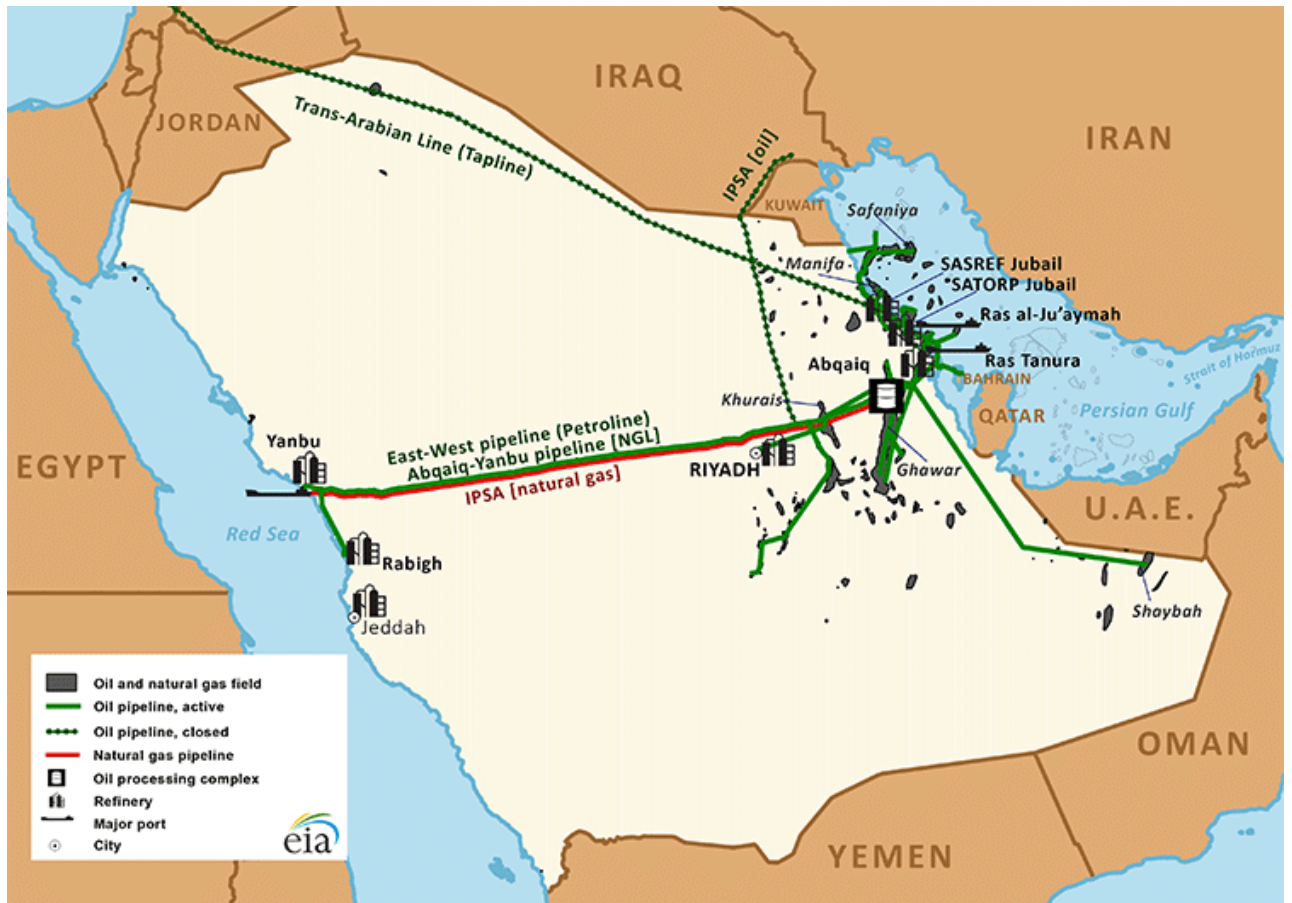 IRAQ
IRAN
JORDAN
Trans-Arabian Line (Tapline)
IPSA [oil]
KUWAIT
Safaniya
Manifa
SASREF Jubail
SATORP Jubail
Ras al-Ju'aymah
Ras Tanura
Abqaiq
BAHRAIN
Strait of Hormuz
QATAR
Persian Gulf
Khurais
East-West pipeline (Petroline)
Abqaiq-Yanbu pipeline [NGL]
IPSA [natural gas]
Yanbu
EGYPT
RIYADH
Ghawar
U.A.E.
Red Sea
Rabigh
Shaybah
Jeddah
OMAN
YEMEN
Oil and natural gas field
Oil pipeline, active
Oil pipeline, closed
Natural gas pipeline
Oil processing complex
Refinery
Major port
City
eia